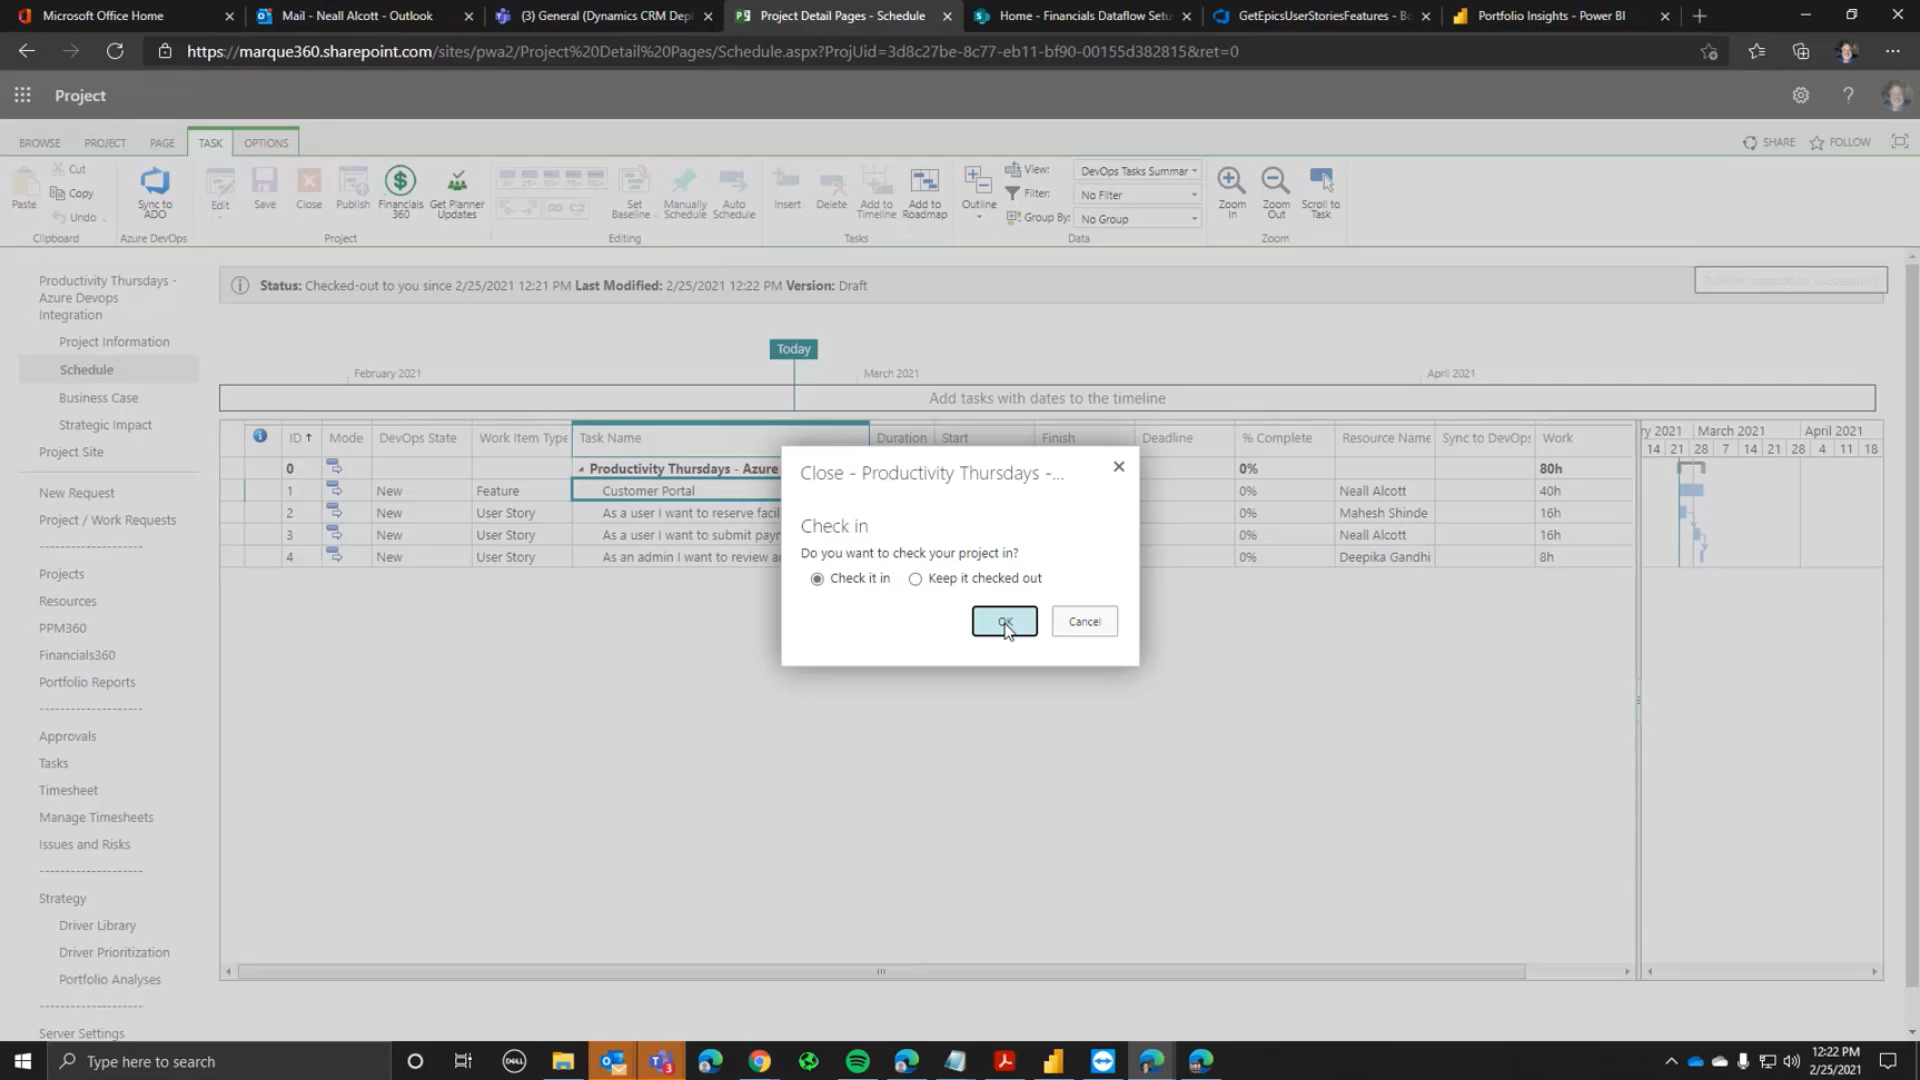 Microsoft Office Home
Mail - Neall Alcott - Outlook
(3) General (Dynamics CRM Dep
Project Detail Pages - Schedule
Home - Financials Dataflow Setu
GetEpicsUserStoriesFeatures - Bo
Portfolio Insights - Power BI
https://marque360.sharepoint.com/sites/pwa2/Project%20Detail%20Pages/Schedule.aspx?ProjUid=3d8c27be-8c77-eb11-bf90-00155d382815&ret=0
Project
BROWSE
PROJECT
PAGE
TASK
OPTIONS
SHARE
FOLLOW
Paste
Cut
Copy
Undo
Clipboard
Sync to ADO
Azure DevOps
Edit
Save
Close
Publish
Financials 360
Get Planner Updates
Project
Set Baseline
Manually Schedule
Auto Schedule
Editing
Insert
Delete
Add to Timeline
Add to Roadmap
Tasks
Outline
View:
DevOps Tasks Summar
Filter:
No Filter
Group By:
No Group
Data
Zoom In
Zoom Out
Scroll to Task
Zoom
Productivity Thursdays -
Azure Devops
Integration
Project Information
Schedule
Business Case
Strategic Impact
Project Site
New Request
Project / Work Requests
--------------------
Projects
Resources
PPM360
Financials360
Portfolio Reports
--------------------
Approvals
Tasks
Timesheet
Manage Timesheets
Issues and Risks
--------------------
Strategy
Driver Library
Driver Prioritization
Portfolio Analyses
--------------------
Server Settings
Status: Checked-out to you since 2/25/2021 12:21 PM Last Modified: 2/25/2021 12:22 PM Version: Draft
Today
February 2021
March 2021
April 2021
Add tasks with dates to the timeline
ID
Mode
DevOps State
Work Item Type
Task Name
Duration
Start
Finish
Deadline
% Complete
Resource Name
Sync to DevOps
Work
ry 2021
March 2021
April 2021
14 21 28 7 14 21 28 4 11 18
0 Productivity Thursdays - Azure 0% 80h
1 New Feature Customer Portal 0% Neall Alcott 40h
2 New User Story As a user I want to reserve facil 0% Mahesh Shinde 16h
3 New User Story As a user I want to submit payn 0% Neall Alcott 16h
4 New User Story As an admin I want to review a 0% Deepika Gandhi 8h
Close - Productivity Thursdays -...
Check in
Do you want to check your project in?
Check it in
Keep it checked out
OK
Cancel
Type here to search
DELL
3
12:22 PM
2/25/2021